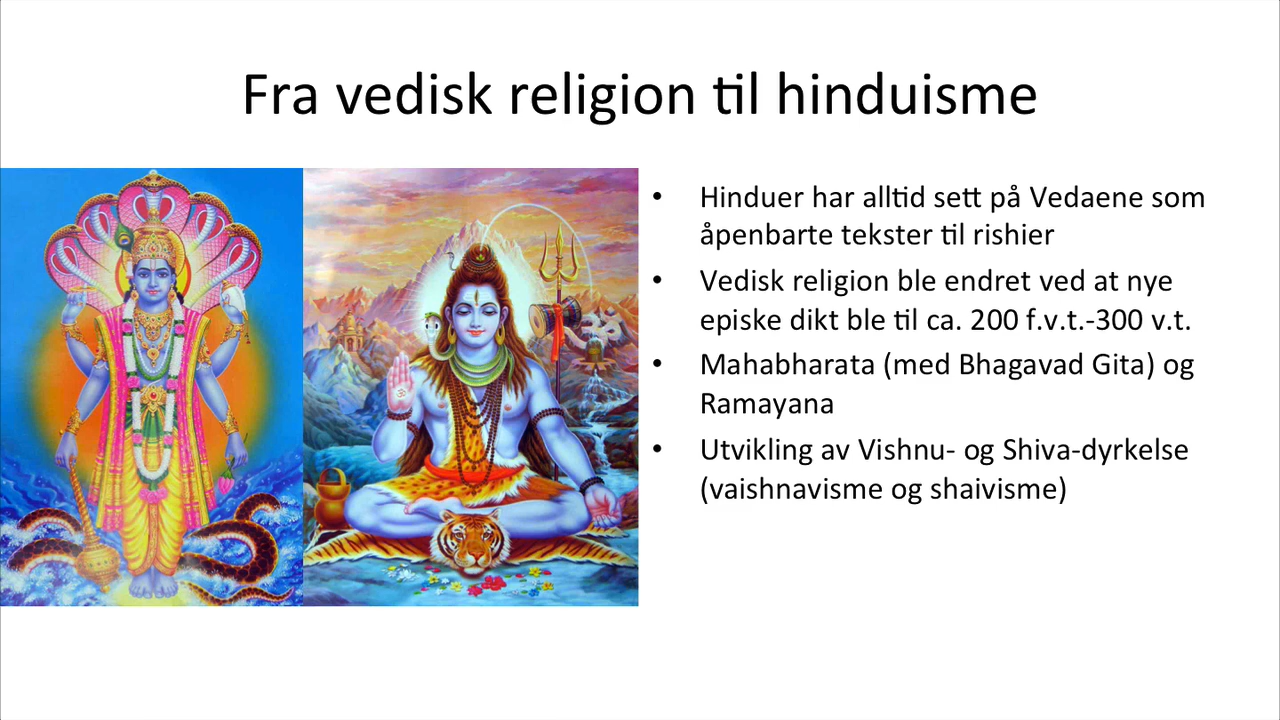 Fra vedisk religion til hinduisme
• Hinduer har alltid sett på Vedaene som
åpenbarte tekster til rishier
• Vedisk religion ble endret ved at nye
episke dikt ble til ca. 200 f.v.t.-300 v.t.
• Mahabharata (med Bhagavad Gita) og
Ramayana
• Utvikling av Vishnu- og Shiva-dyrkelse
(vaishnavisme og shaivisme)
ॐ